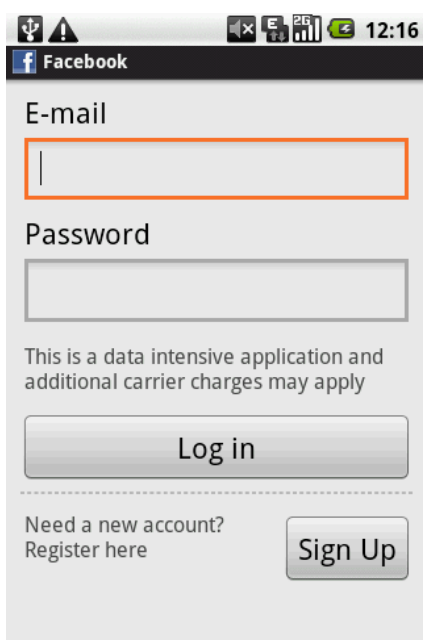 E 2G 12:16
f Facebook
E-mail
Password
This is a data intensive application and
additional carrier charges may apply
Log in
Need a new account?
Register here
Sign Up